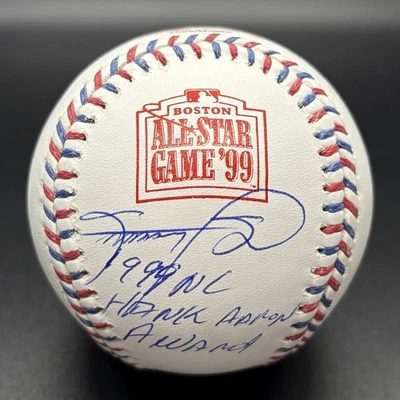 BOSTON
ALL-STAR
GAME '99
1999 NL
HANK AARON
AWARD